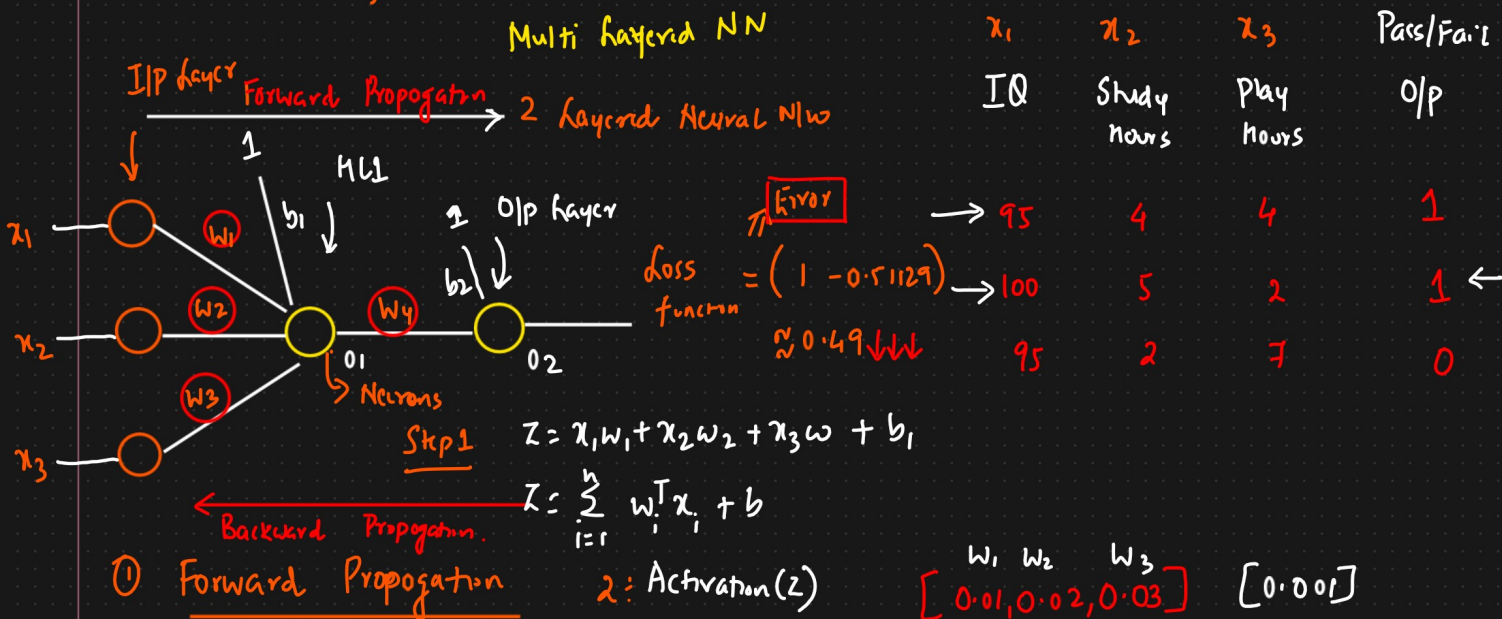 Multi Layered NN
I/P Layer
Forward Propogation
2 Layered Neural N/w
1
HL1
b1
1 O/P Layer
b2
x1
W1
x2
W2
W4
x3
W3
O1
O2
Neurons
Error
Loss function = (1 - 0.51129)
≈ 0.49 ↓↓↓
x1 x2 x3 Pass/Fail
IQ Study hours Play hours O/P
→ 95 4 4 1
→ 100 5 2 1 ←
95 2 7 0
Step 1 Z = x1w1 + x2w2 + x3w + b1
Z = Σ i=1 n wiT xi + b
Backward Propogation.
① Forward Propogation
2: Activation (Z)
W1 W2 W3
[0.01, 0.02, 0.03] [0.001]